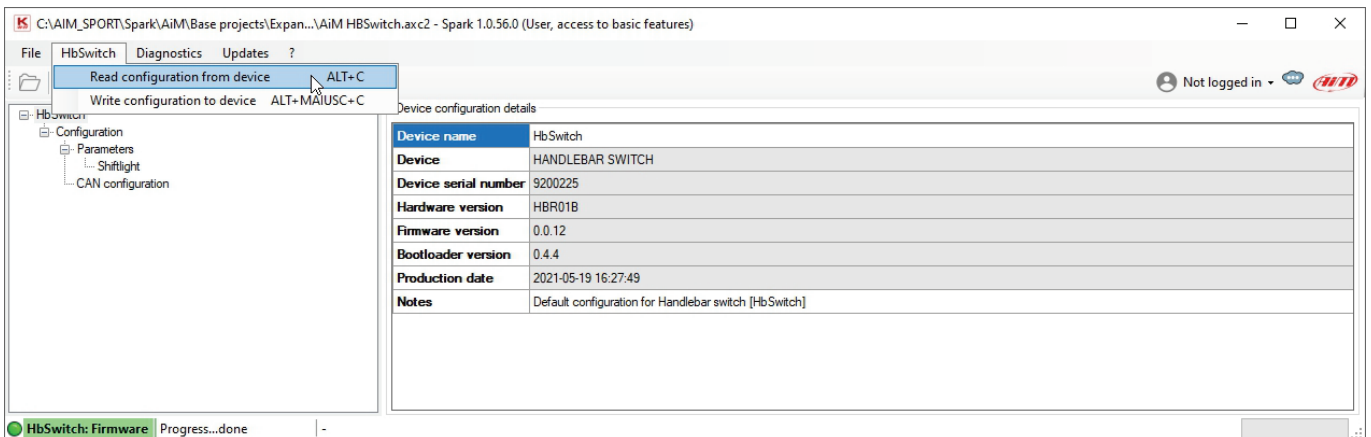 C:\AIM_SPORT\Spark\AiM\Base projects\Expan...\AiM HBSwitch.axc2 - Spark 1.0.56.0 (User, access to basic features)
File HbSwitch Diagnostics Updates ?
Read configuration from device ALT+C
Not logged in
AiM
Write configuration to device ALT+MAIUSC+C
HbSwitch
Configuration
Parameters
Shiftlight
CAN configuration
Device configuration details
Device name HbSwitch
Device HANDLEBAR SWITCH
Device serial number 9200225
Hardware version HBR01B
Firmware version 0.0.12
Bootloader version 0.4.4
Production date 2021-05-19 16:27:49
Notes Default configuration for Handlebar switch [HbSwitch]
HbSwitch: Firmware Progress...done -